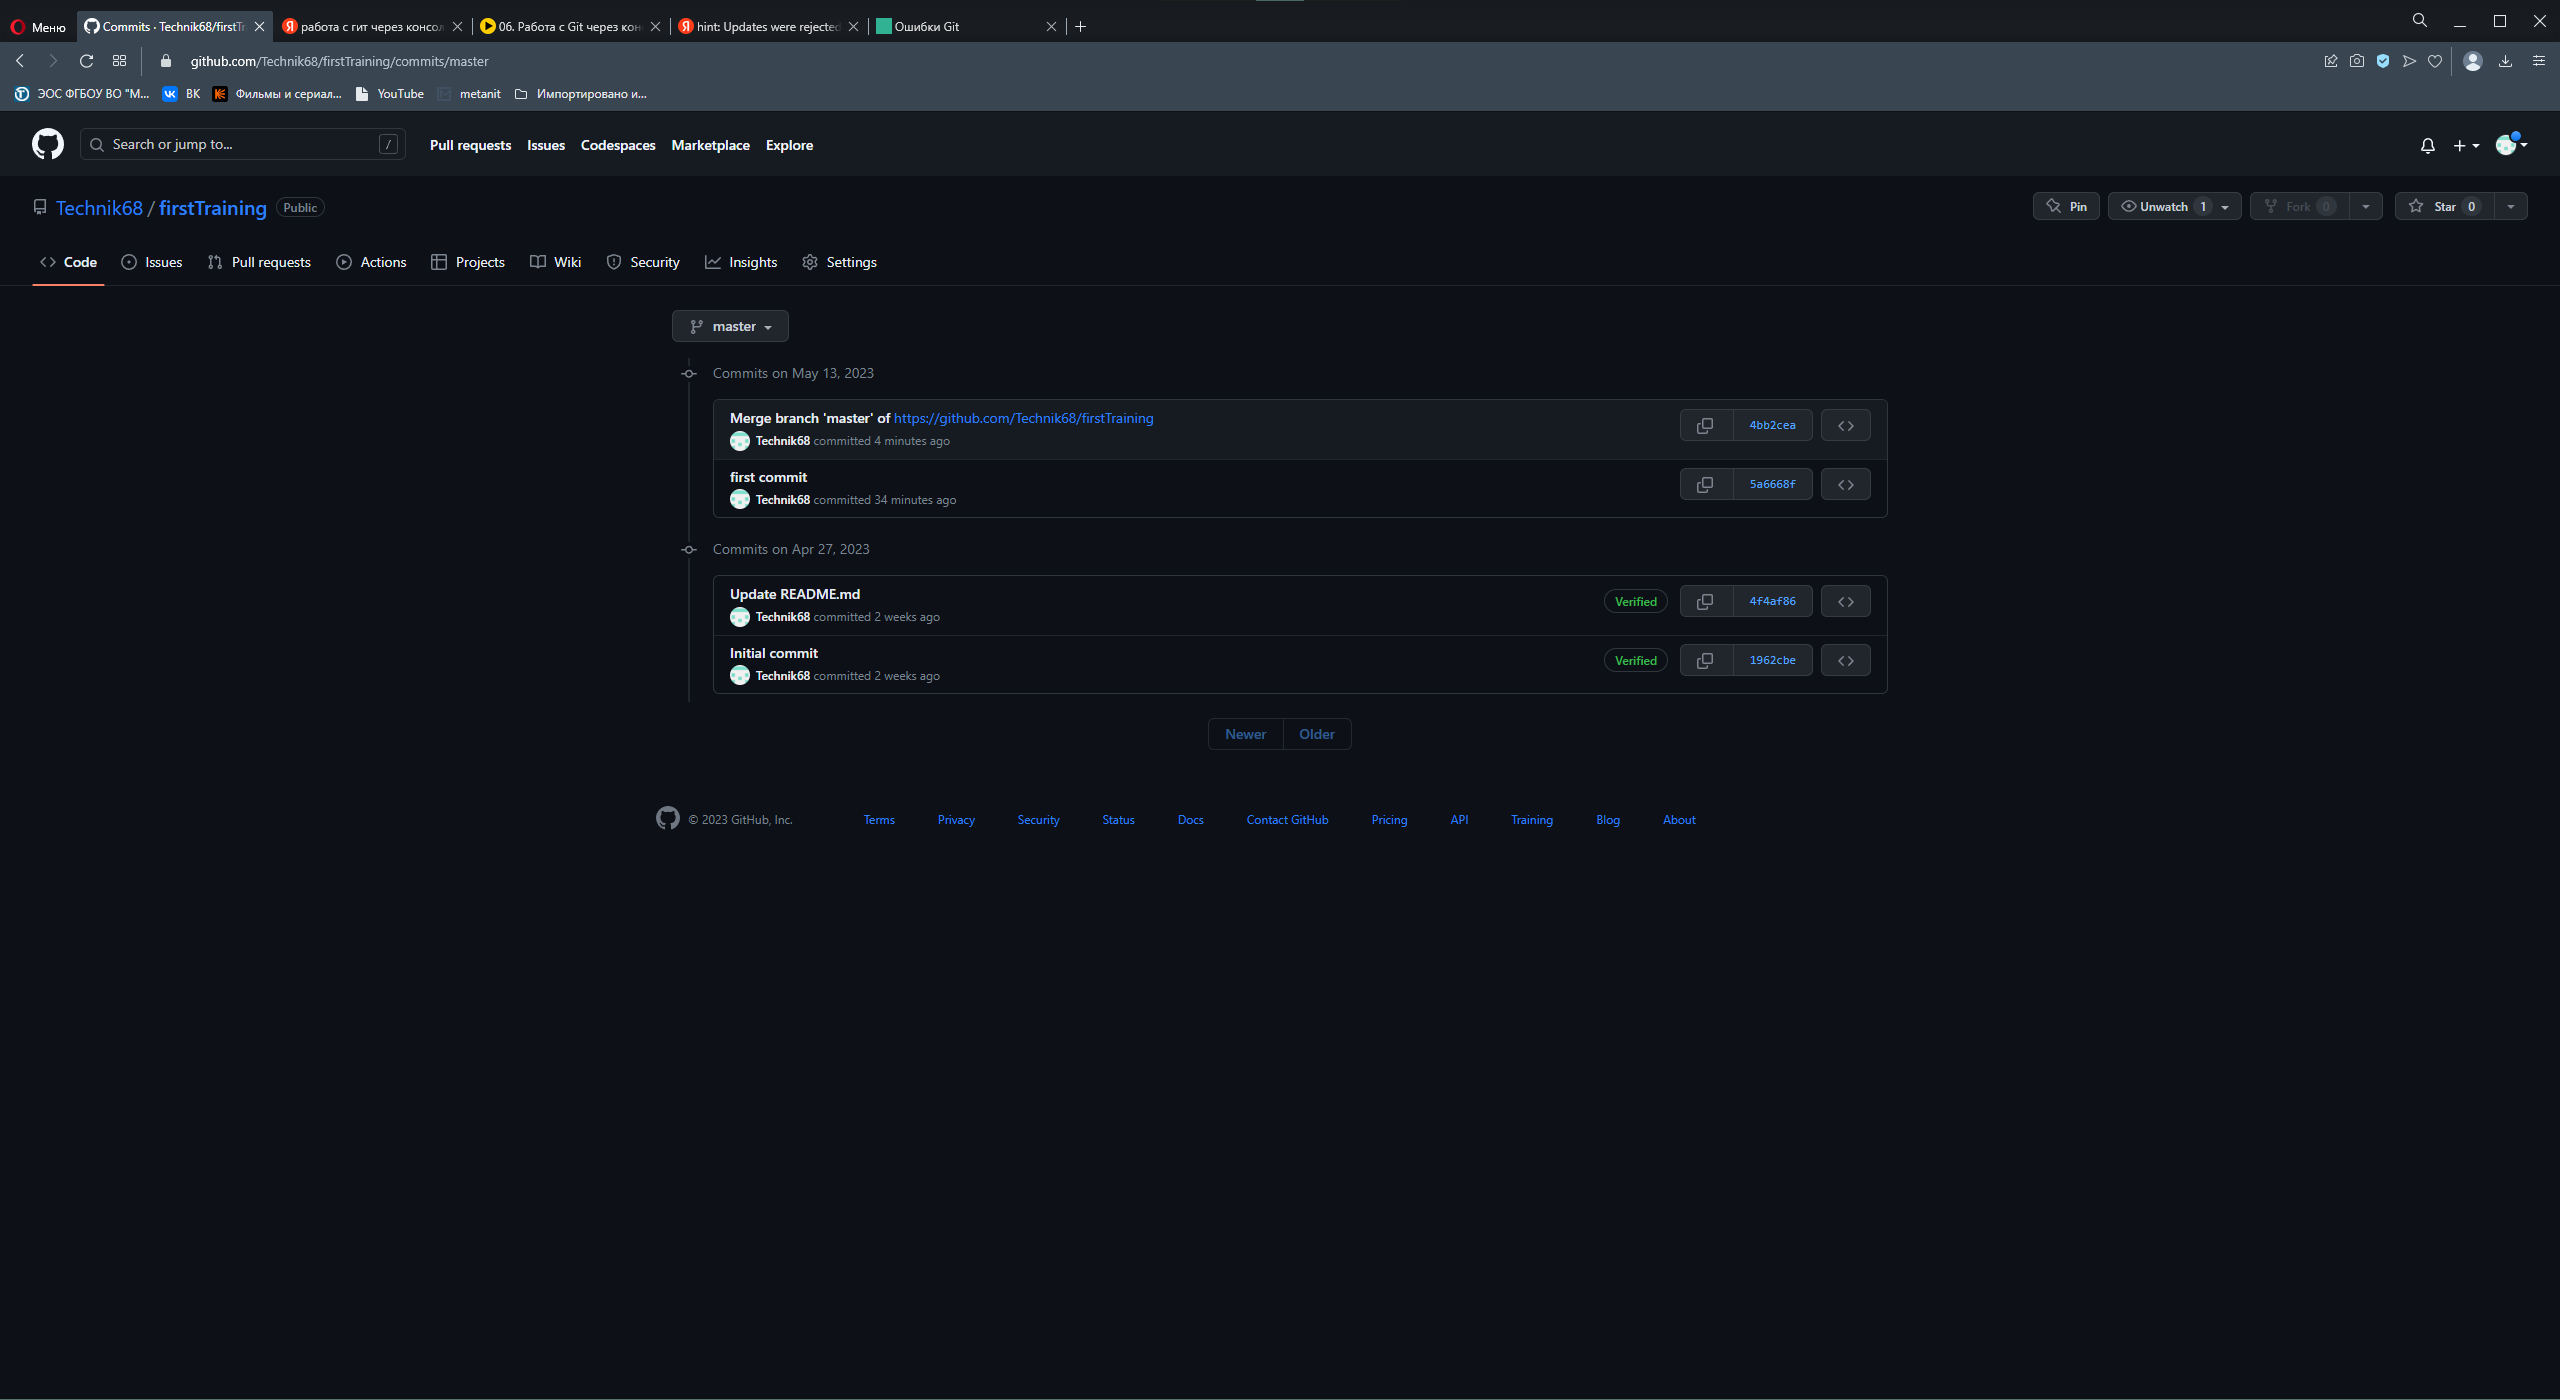 Меню
Commits · Technik68/firstTr
работа с гит через консол
06. Работа с Git через кон
hint: Updates were rejected
Ошибки Git
github.com/Technik68/firstTraining/commits/master
ЭОС ФГБОУ ВО "М...
ВК
Фильмы и сериал...
YouTube
metanit
Импортировано и...
Search or jump to...
/
Pull requests
Issues
Codespaces
Marketplace
Explore
Technik68 / firstTraining
Public
Pin
Unwatch 1
Fork 0
Star 0
Code
Issues
Pull requests
Actions
Projects
Wiki
Security
Insights
Settings
master
Commits on May 13, 2023
Merge branch 'master' of https://github.com/Technik68/firstTraining
4bb2cea
Technik68 committed 4 minutes ago
first commit
5a6668f
Technik68 committed 34 minutes ago
Commits on Apr 27, 2023
Update README.md
Verified
4f4af86
Technik68 committed 2 weeks ago
Initial commit
Verified
1962cbe
Technik68 committed 2 weeks ago
Newer
Older
© 2023 GitHub, Inc.
Terms
Privacy
Security
Status
Docs
Contact GitHub
Pricing
API
Training
Blog
About